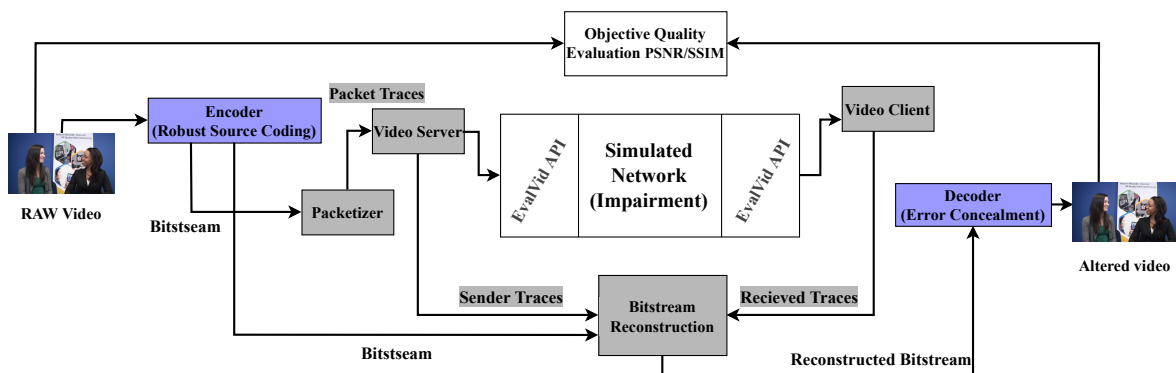 Objective Quality
Evaluation PSNR/SSIM
Packet Traces
Encoder
(Robust Source Coding)
Video Server
Video Client
EvalVid API
Simulated
Network
(Impairment)
EvalVid API
RAW Video
Bitstseam
Packetizer
Decoder
(Error Concealment)
Altered video
Sender Traces
Bitstream
Reconstruction
Recieved Traces
Bitstseam
Reconstructed Bitstream